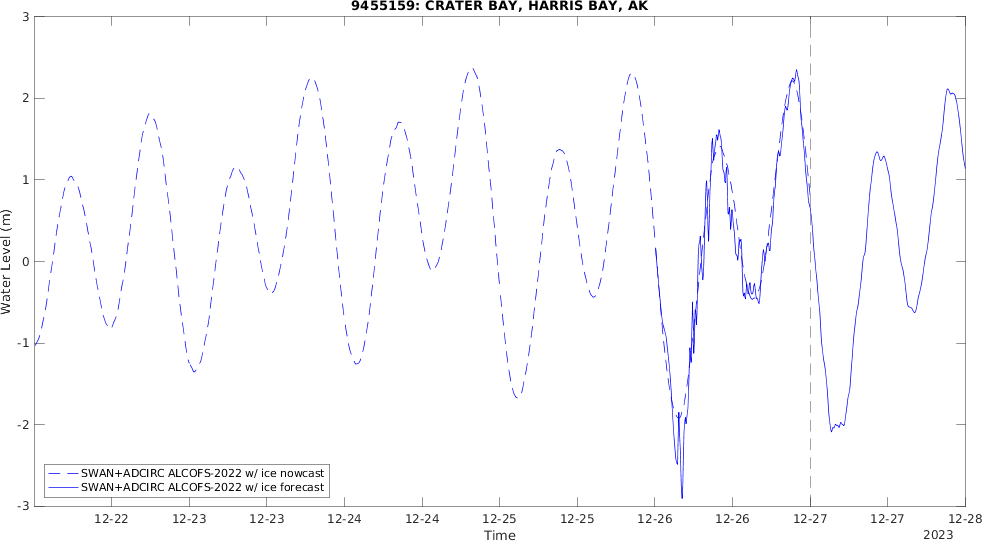 9455159: CRATER BAY, HARRIS BAY, AK
3
2
1
0
-1
-2
-3
Water Level (m)
SWAN+ADCIRC ALCOFS-2022 w/ ice nowcast
SWAN+ADCIRC ALCOFS-2022 w/ ice forecast
12-22 12-23 12-23 12-24 12-24 12-25 12-25 12-26 12-26 12-27 12-27 12-28
Time
2023